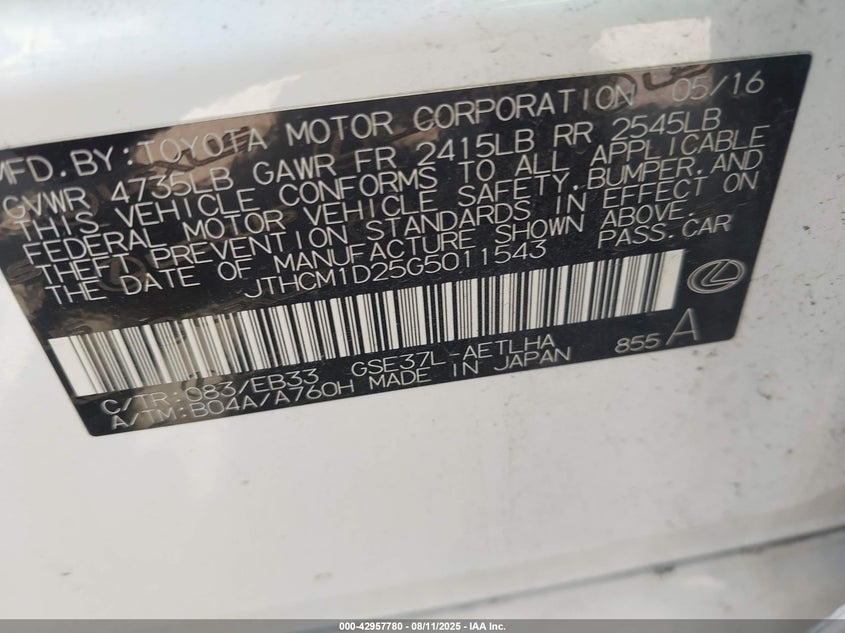 MFD.BY:TOYOTA MOTOR CORPORATION 05/16
GVWR 4735LB GAWR FR 2415LB RR 2545LB
THIS VEHICLE CONFORMS TO ALL APPLICABLE
FEDERAL MOTOR VEHICLE SAFETY,BUMPER,AND
THEFT PREVENTION STANDARDS IN EFFECT ON
THE DATE OF MANUFACTURE SHOWN ABOVE.
JTHCM1D25G5011543 PASS.CAR
C/TR:083/EB33 GSE37L-AETLHA 855 A
A/TM:B04A/A760H MADE IN JAPAN
000-42957780 - 08/11/2025 - IAA Inc.